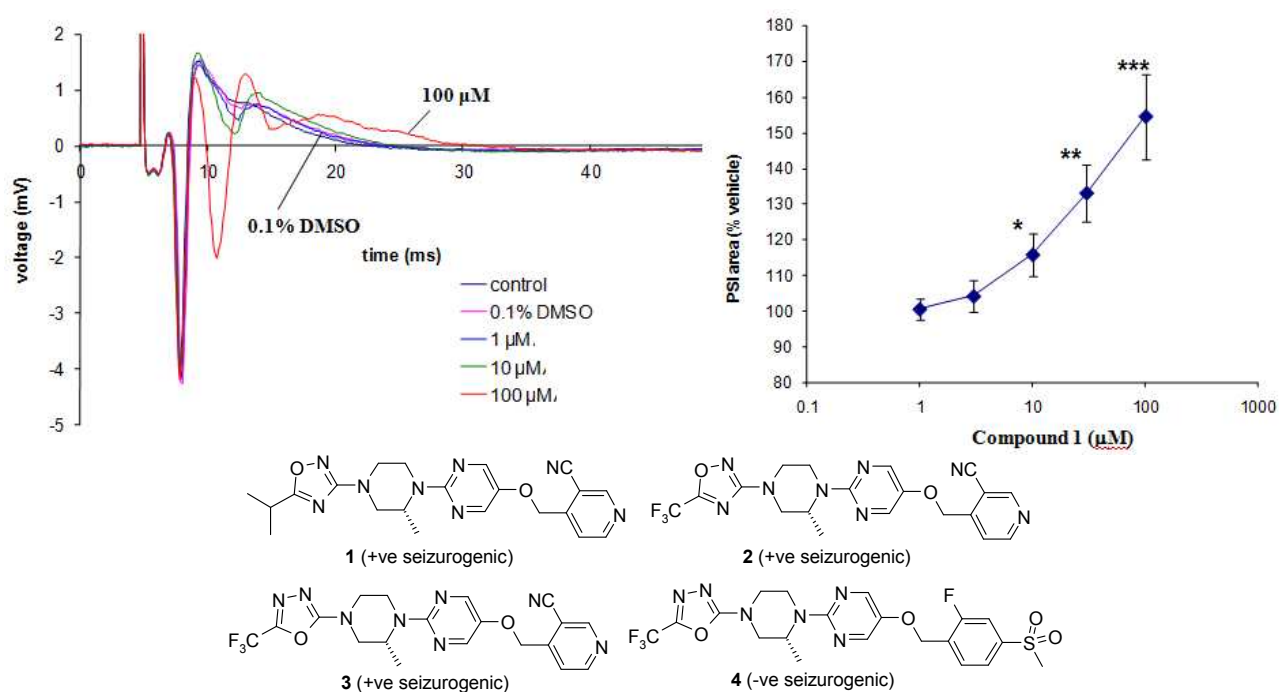 2
1
0
-1
-2
-3
-4
-5
voltage (mV)
0
10
20
30
40
time (ms)
100 µM
0.1% DMSO
control
0.1% DMSO
1 µM
10 µM
100 µM
180
170
160
150
140
130
120
110
100
90
80
PSI area (% vehicle)
*
**
***
0.1
1
10
100
1000
Compound 1 (µM)
O N
N
N N
N
N
O
CN
N
1 (+ve seizurogenic)
O N
F3C
N
N N
N
N
O
CN
N
2 (+ve seizurogenic)
N N
F3C
O
N N
N
N
O
CN
N
3 (+ve seizurogenic)
N N
F3C
O
N N
N
N
O
F
O
S
O
4 (-ve seizurogenic)